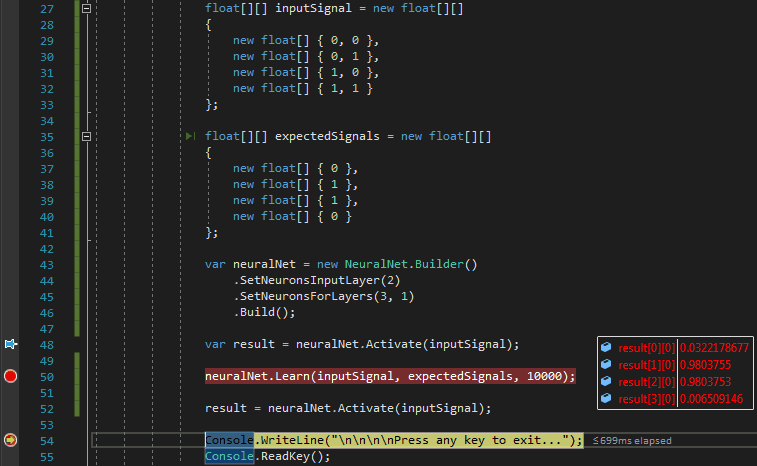 27 float[][] inputSignal = new float[][]
28 {
29 new float[] { 0, 0 },
30 new float[] { 0, 1 },
31 new float[] { 1, 0 },
32 new float[] { 1, 1 }
33 };
34
35 float[][] expectedSignals = new float[][]
36 {
37 new float[] { 0 },
38 new float[] { 1 },
39 new float[] { 1 },
40 new float[] { 0 }
41 };
42
43 var neuralNet = new NeuralNet.Builder()
44 .SetNeuronsInputLayer(2)
45 .SetNeuronsForLayers(3, 1)
46 .Build();
47
48 var result = neuralNet.Activate(inputSignal);
49
50 neuralNet.Learn(inputSignal, expectedSignals, 10000);
51
52 result = neuralNet.Activate(inputSignal);
53
54 Console.WriteLine("\n\n\n\nPress any key to exit..."); ≤699ms elapsed
55 Console.ReadKey();
result[0][0] 0.0322178677
result[1][0] 0.9803755
result[2][0] 0.9803753
result[3][0] 0.006509146